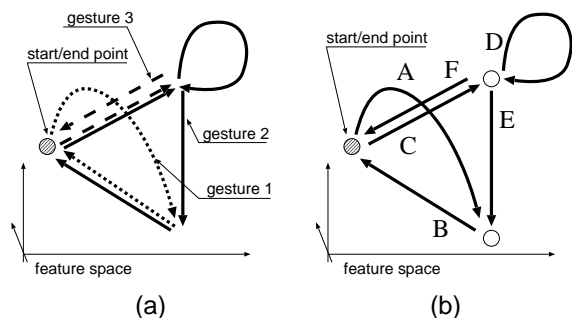 gesture 3
start/end point
gesture 2
gesture 1
feature space
(a)
start/end point
D
A
F
E
C
B
feature space
(b)